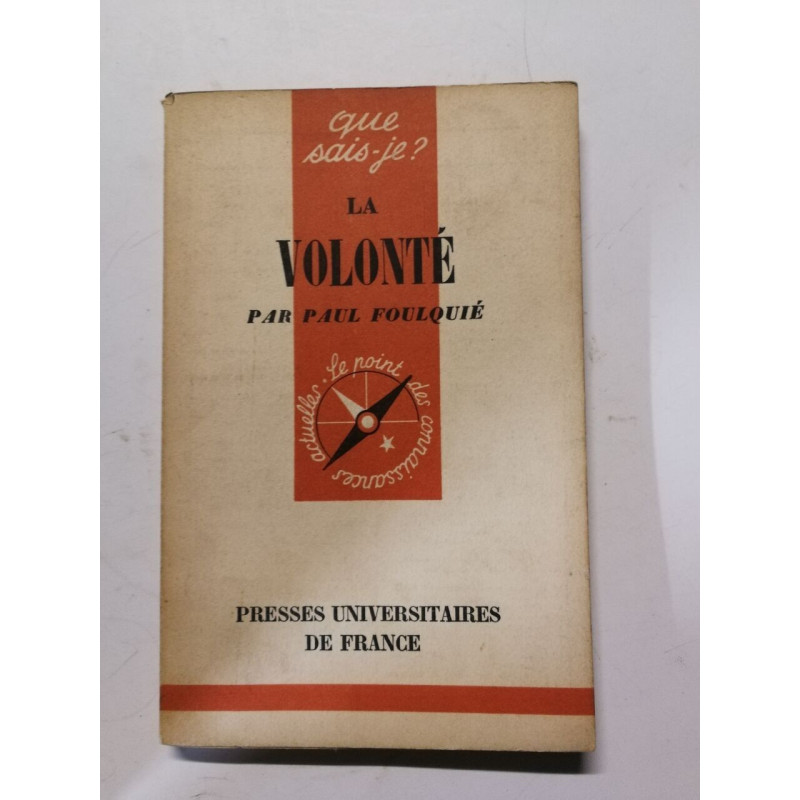 que
sais-je?
LA
VOLONTÉ
PAR PAUL FOULQUIÉ
Le point des connaissances actuelles.
PRESSES UNIVERSITAIRES
DE FRANCE